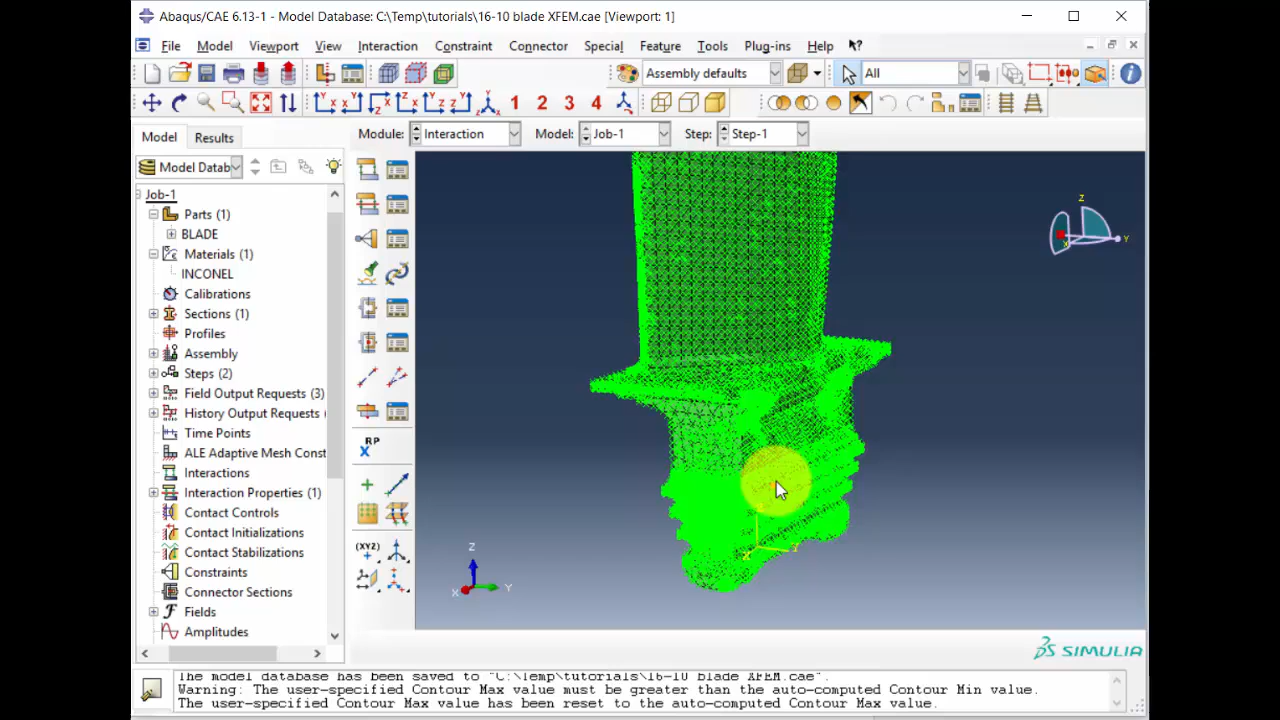 Abaqus/CAE 6.13-1 - Model Database: C:\Temp\tutorials\16-10 blade XFEM.cae [Viewport: 1]
File Model Viewport View Interaction Constraint Connector Special Feature Tools Plug-ins Help
Assembly defaults All
1 2 3 4
Model Results
Module: Interaction Model: Job-1 Step: Step-1
Model Datab
Job-1
Parts (1)
BLADE
Materials (1)
INCONEL
Calibrations
Sections (1)
Profiles
Assembly
Steps (2)
Field Output Requests (3)
History Output Requests (
Time Points
ALE Adaptive Mesh Const
Interactions
Interaction Properties (1)
Contact Controls
Contact Initializations
Contact Stabilizations
Constraints
Connector Sections
Fields
Amplitudes
RP
X
(XYZ)
Z
Y
X
Z
Y
X
SIMULIA
The model database has been saved to "C:\Temp\tutorials\16-10 blade XFEM.cae".
Warning: The user-specified Contour Max value must be greater than the auto-computed Contour Min value.
The user-specified Contour Max value has been reset to the auto-computed Contour Max value.